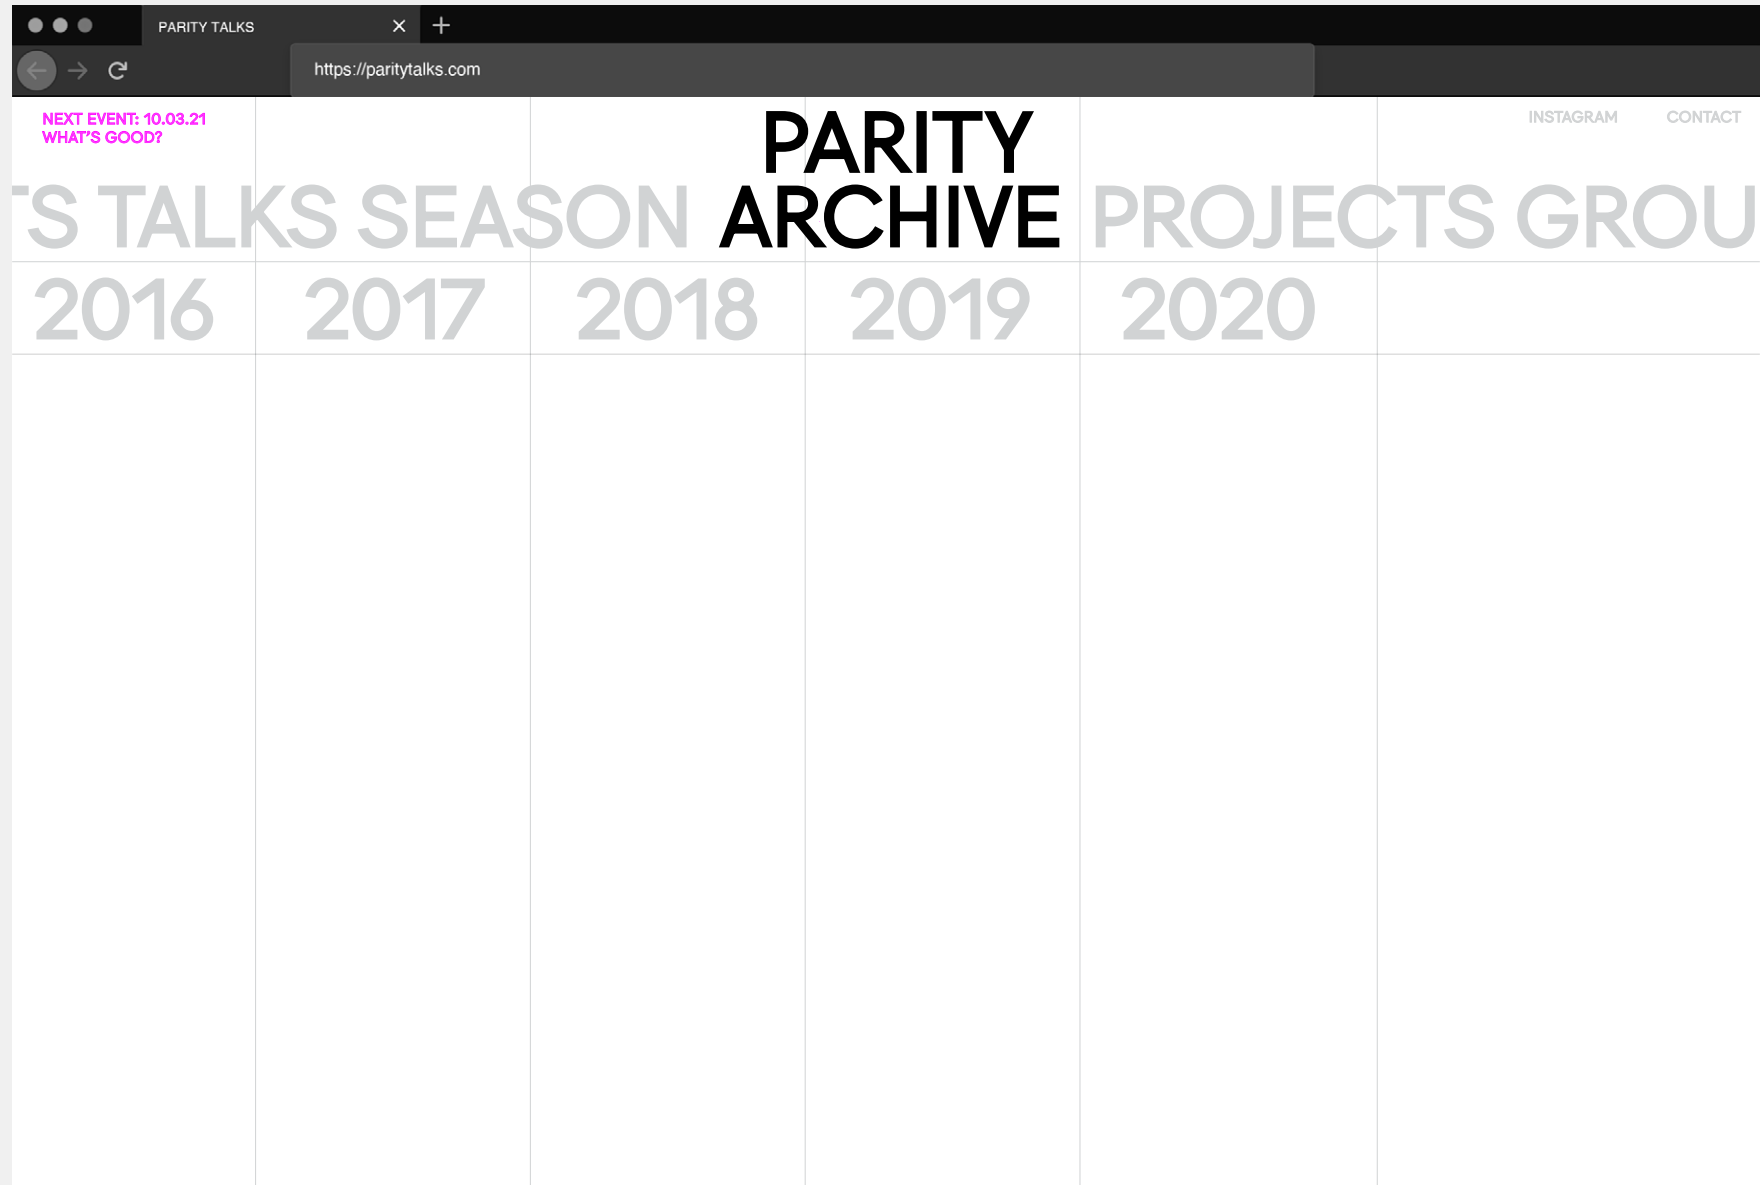 PARITY TALKS
https://paritytalks.com
NEXT EVENT: 10.03.21
WHAT'S GOOD?
PARITY
INSTAGRAM CONTACT
TS TALKS SEASON ARCHIVE PROJECTS GROU
2016 2017 2018 2019 2020